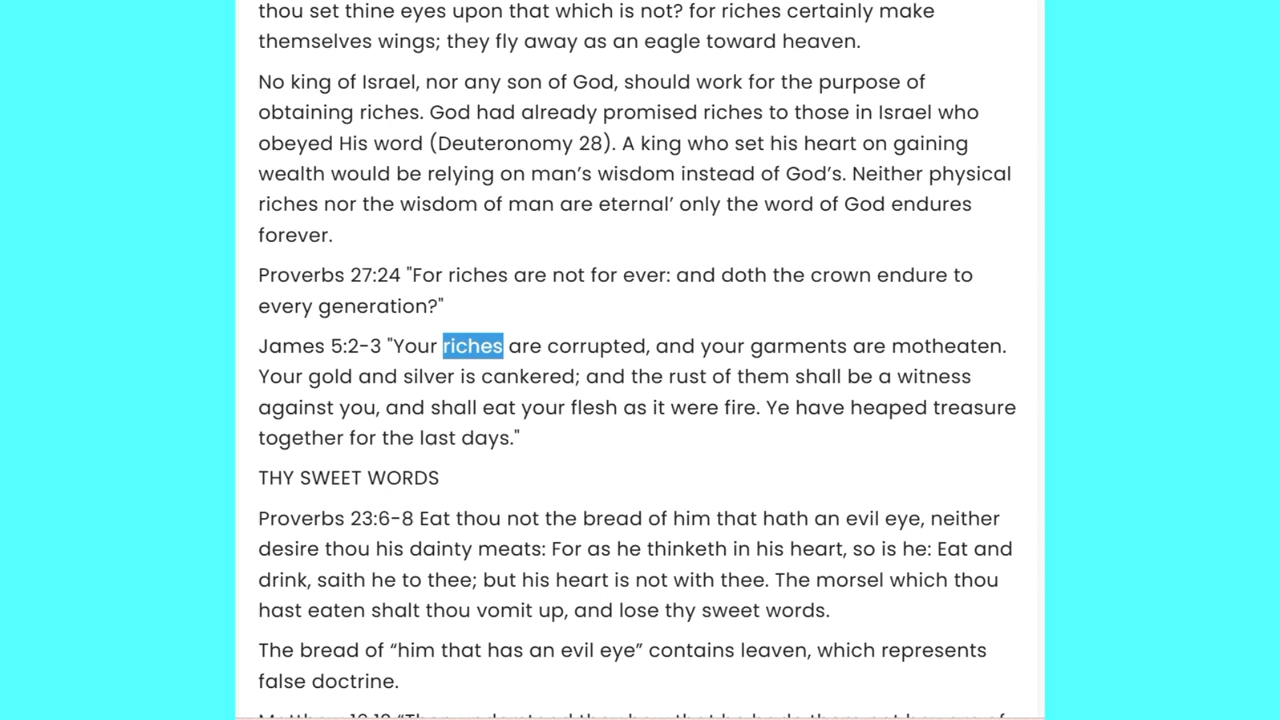 thou set thine eyes upon that which is not? for riches certainly make
themselves wings; they fly away as an eagle toward heaven.
No king of Israel, nor any son of God, should work for the purpose of
obtaining riches. God had already promised riches to those in Israel who
obeyed His word (Deuteronomy 28). A king who set his heart on gaining
wealth would be relying on man’s wisdom instead of God’s. Neither physical
riches nor the wisdom of man are eternal’ only the word of God endures
forever.
Proverbs 27:24 "For riches are not for ever: and doth the crown endure to
every generation?"
James 5:2-3 "Your riches are corrupted, and your garments are motheaten.
Your gold and silver is cankered; and the rust of them shall be a witness
against you, and shall eat your flesh as it were fire. Ye have heaped treasure
together for the last days."
THY SWEET WORDS
Proverbs 23:6-8 Eat thou not the bread of him that hath an evil eye, neither
desire thou his dainty meats: For as he thinketh in his heart, so is he: Eat and
drink, saith he to thee; but his heart is not with thee. The morsel which thou
hast eaten shalt thou vomit up, and lose thy sweet words.
The bread of “him that has an evil eye” contains leaven, which represents
false doctrine.